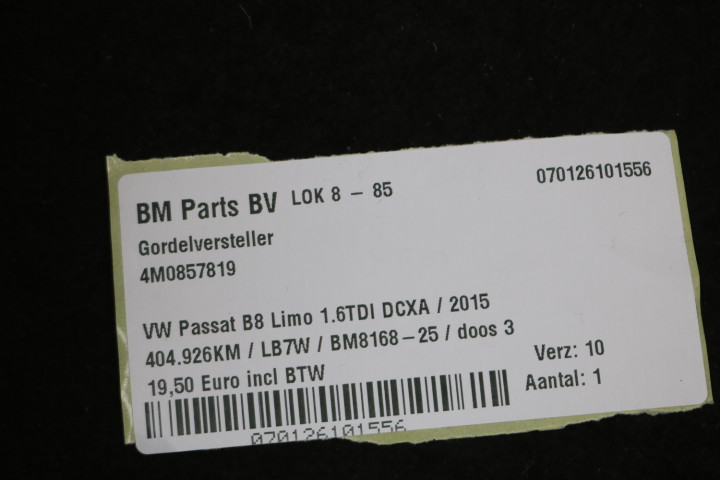 BM Parts BV LOK 8 - 85 070126101556
Gordelversteller
4M0857819
VW Passat B8 Limo 1.6TDI DCXA / 2015
404.926KM / LB7W / BM8168-25 / doos 3
19,50 Euro incl BTW
Verz: 10
Aantal: 1
070126101556